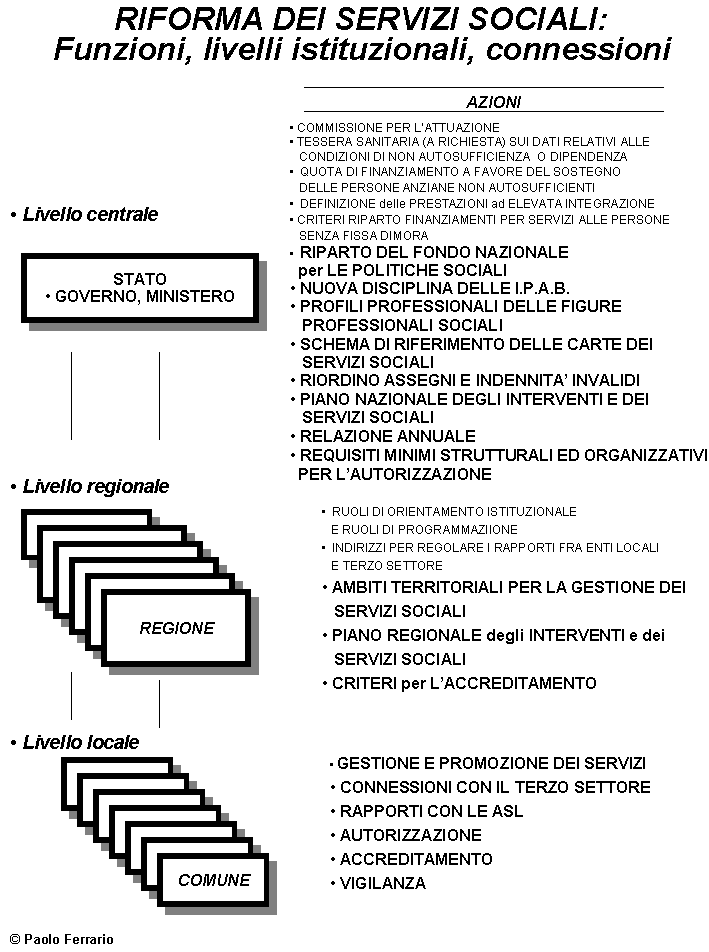 RIFORMA DEI SERVIZI SOCIALI:
Funzioni, livelli istituzionali, connessioni
AZIONI
• COMMISSIONE PER L'ATTUAZIONE
• TESSERA SANITARIA (A RICHIESTA) SUI DATI RELATIVI ALLE
CONDIZIONI DI NON AUTOSUFFICIENZA O DIPENDENZA
• QUOTA DI FINANZIAMENTO A FAVORE DEL SOSTEGNO
DELLE PERSONE ANZIANE NON AUTOSUFFICIENTI
• DEFINIZIONE delle PRESTAZIONI ad ELEVATA INTEGRAZIONE
• CRITERI RIPARTO FINANZIAMENTI PER SERVIZI ALLE PERSONE
SENZA FISSA DIMORA
• Livello centrale
STATO
• GOVERNO, MINISTERO
• RIPARTO DEL FONDO NAZIONALE
per LE POLITICHE SOCIALI
• NUOVA DISCIPLINA DELLE I.P.A.B.
• PROFILI PROFESSIONALI DELLE FIGURE
PROFESSIONALI SOCIALI
• SCHEMA DI RIFERIMENTO DELLE CARTE DEI
SERVIZI SOCIALI
• RIORDINO ASSEGNI E INDENNITA' INVALIDI
• PIANO NAZIONALE DEGLI INTERVENTI E DEI
SERVIZI SOCIALI
• RELAZIONE ANNUALE
• REQUISITI MINIMI STRUTTURALI ED ORGANIZZATIVI
PER L'AUTORIZZAZIONE
• Livello regionale
REGIONE
• RUOLI DI ORIENTAMENTO ISTITUZIONALE
E RUOLI DI PROGRAMMAZIIONE
• INDIRIZZI PER REGOLARE I RAPPORTI FRA ENTI LOCALI
E TERZO SETTORE
• AMBITI TERRITORIALI PER LA GESTIONE DEI
SERVIZI SOCIALI
• PIANO REGIONALE degli INTERVENTI e dei
SERVIZI SOCIALI
• CRITERI per L'ACCREDITAMENTO
• Livello locale
COMUNE
• GESTIONE E PROMOZIONE DEI SERVIZI
• CONNESSIONI CON IL TERZO SETTORE
• RAPPORTI CON LE ASL
• AUTORIZZAZIONE
• ACCREDITAMENTO
• VIGILANZA
© Paolo Ferrario